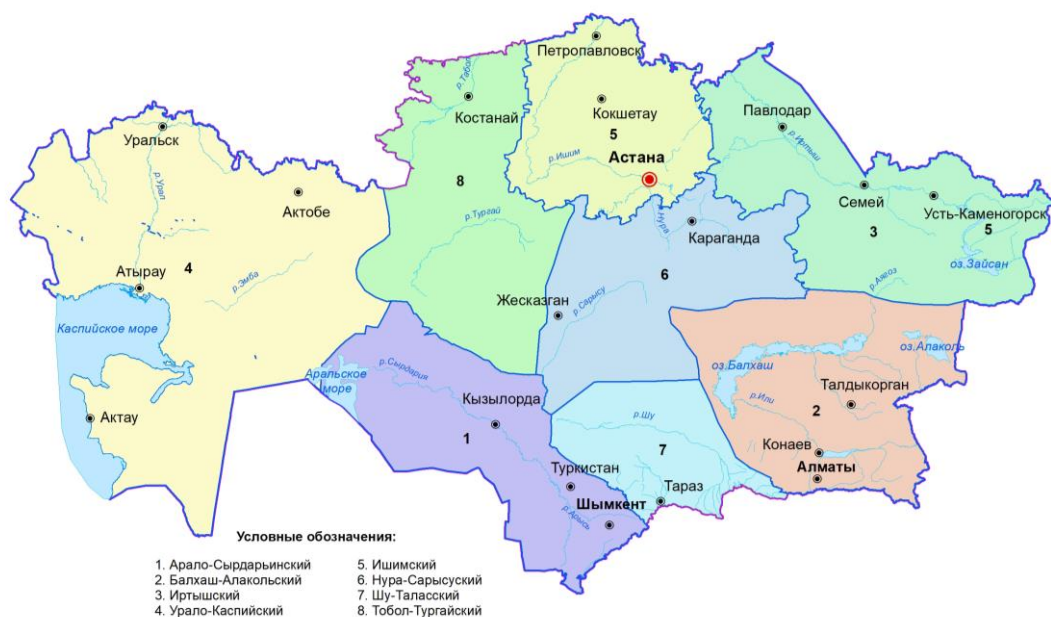 Петропавловск
р.Тобол
Костанай
Кокшетау
5
Павлодар
р.Иртыш
Уральск
р.Урал
Актобе
р.Ишим
Астана
8
р.Тургай
р.Нура
Караганда
Семей
Усть-Каменогорск
3
5
оз.Зайсан
Атырау
4
р.Эмба
6
р.Аягоз
Жесказган
р.Сарысу
Каспийское море
оз.Балхаш
оз.Алаколь
Аральское
море
р.Сырдария
Талдыкорган
р.Или
2
Актау
Кызылорда
р.Шу
1
7
Конаев
Алматы
Туркистан
Тараз
Шымкент
р.Арысь
Условные обозначения:
1. Арало-Сырдарьинский
2. Балхаш-Алакольский
3. Иртышский
4. Урало-Каспийский
5. Ишимский
6. Нура-Сарысуский
7. Шу-Таласский
8. Тобол-Тургайский